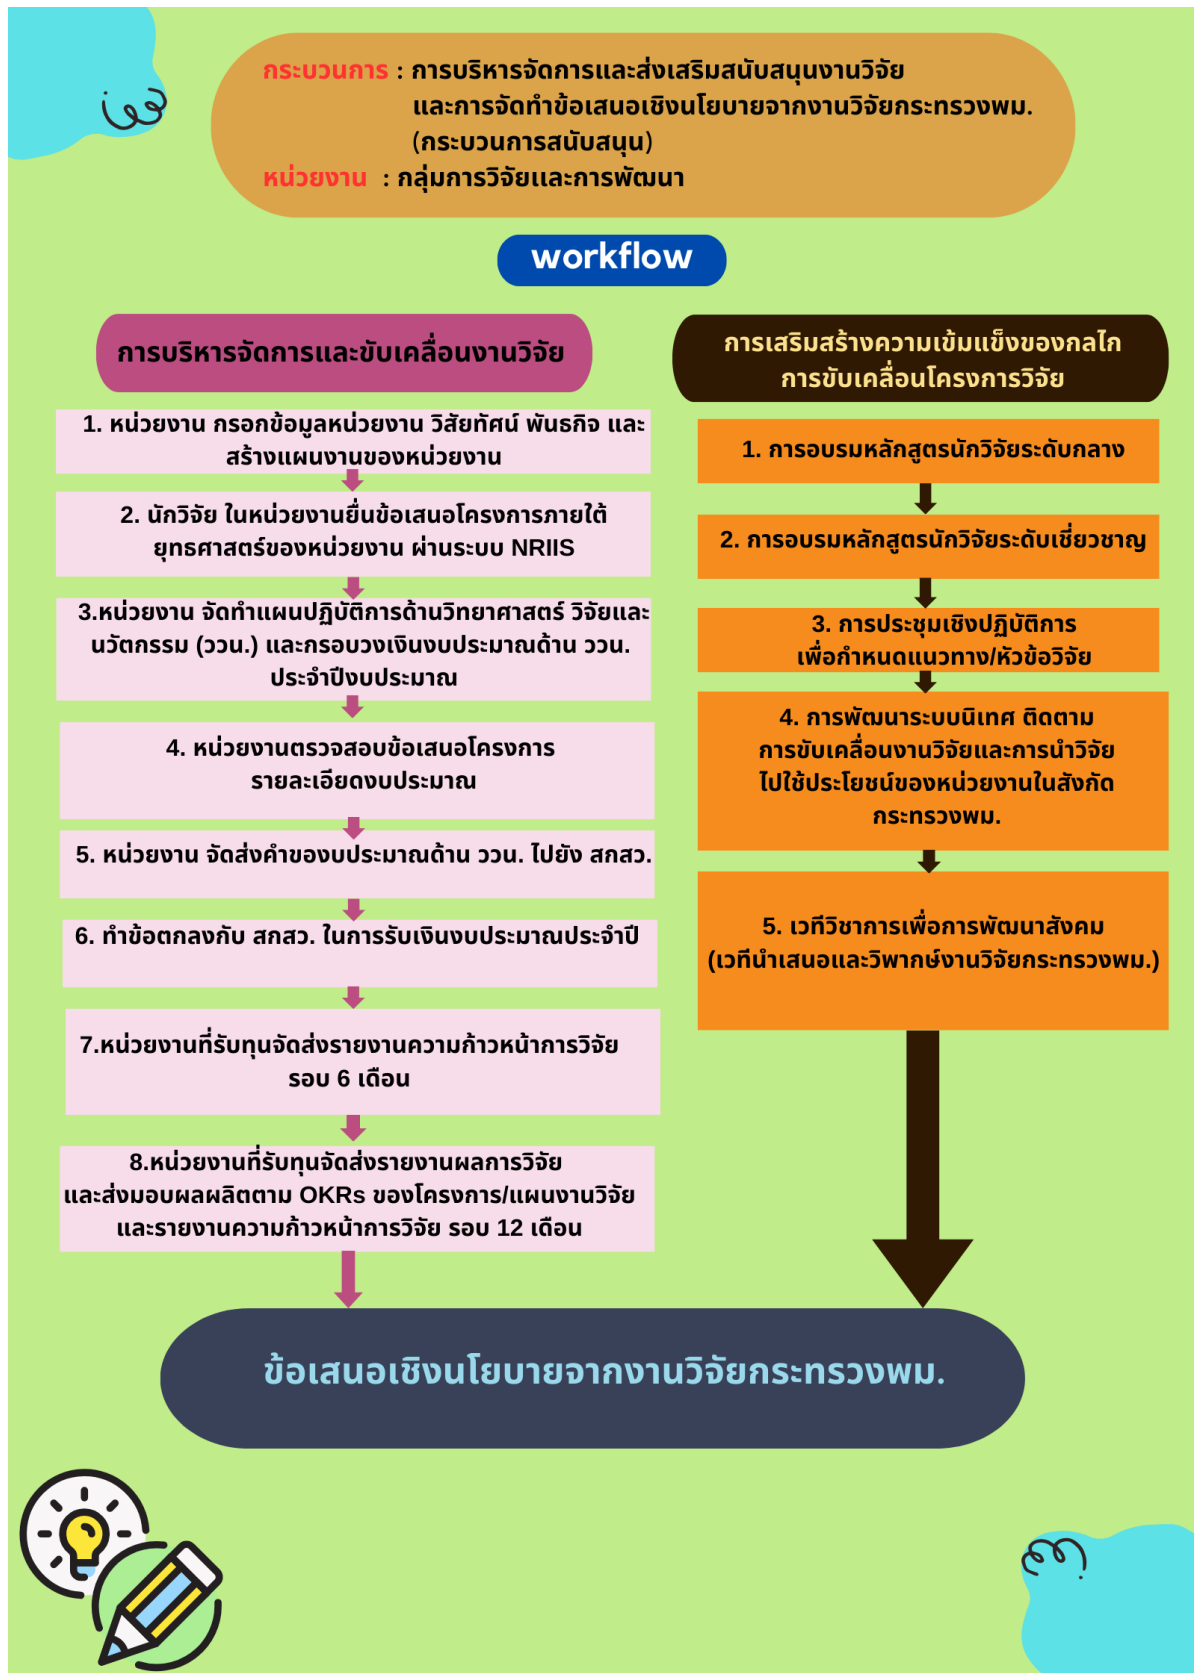 กระบวนการ : การบริหารจัดการและส่งเสริมสนับสนุนงานวิจัย
และการจัดทำข้อเสนอเชิงนโยบายจากงานวิจัยกระทรวงพม.
(กระบวนการสนับสนุน)
หน่วยงาน : กลุ่มการวิจัยและการพัฒนา
workflow
การบริหารจัดการและขับเคลื่อนงานวิจัย
1. หน่วยงาน กรอกข้อมูลหน่วยงาน วิสัยทัศน์ พันธกิจ และ
สร้างแผนงานของหน่วยงาน
2. นักวิจัย ในหน่วยงานยื่นข้อเสนอโครงการภายใต้
ยุทธศาสตร์ของหน่วยงาน ผ่านระบบ NRIIS
3.หน่วยงาน จัดทำแผนปฏิบัติการด้านวิทยาศาสตร์ วิจัยและ
นวัตกรรม (ววน.) และกรอบวงเงินงบประมาณด้าน ววน.
ประจำปีงบประมาณ
4. หน่วยงานตรวจสอบข้อเสนอโครงการ
รายละเอียดงบประมาณ
5. หน่วยงาน จัดส่งคำของบประมาณด้าน ววน. ไปยัง สกสว.
6. ทำข้อตกลงกับ สกสว. ในการรับเงินงบประมาณประจำปี
7.หน่วยงานที่รับทุนจัดส่งรายงานความก้าวหน้าการวิจัย
รอบ 6 เดือน
8.หน่วยงานที่รับทุนจัดส่งรายงานผลการวิจัย
และส่งมอบผลผลิตตาม OKRs ของโครงการ/แผนงานวิจัย
และรายงานความก้าวหน้าการวิจัย รอบ 12 เดือน
การเสริมสร้างความเข้มแข็งของกลไก
การขับเคลื่อนโครงการวิจัย
1. การอบรมหลักสูตรนักวิจัยระดับกลาง
2. การอบรมหลักสูตรนักวิจัยระดับเชี่ยวชาญ
3. การประชุมเชิงปฏิบัติการ
เพื่อกำหนดแนวทาง/หัวข้อวิจัย
4. การพัฒนาระบบนิเทศ ติดตาม
การขับเคลื่อนงานวิจัยและการนำวิจัย
ไปใช้ประโยชน์ของหน่วยงานในสังกัด
กระทรวงพม.
5. เวทีวิชาการเพื่อการพัฒนาสังคม
(เวทีนำเสนอและวิพากษ์งานวิจัยกระทรวงพม.)
ข้อเสนอเชิงนโยบายจากงานวิจัยกระทรวงพม.